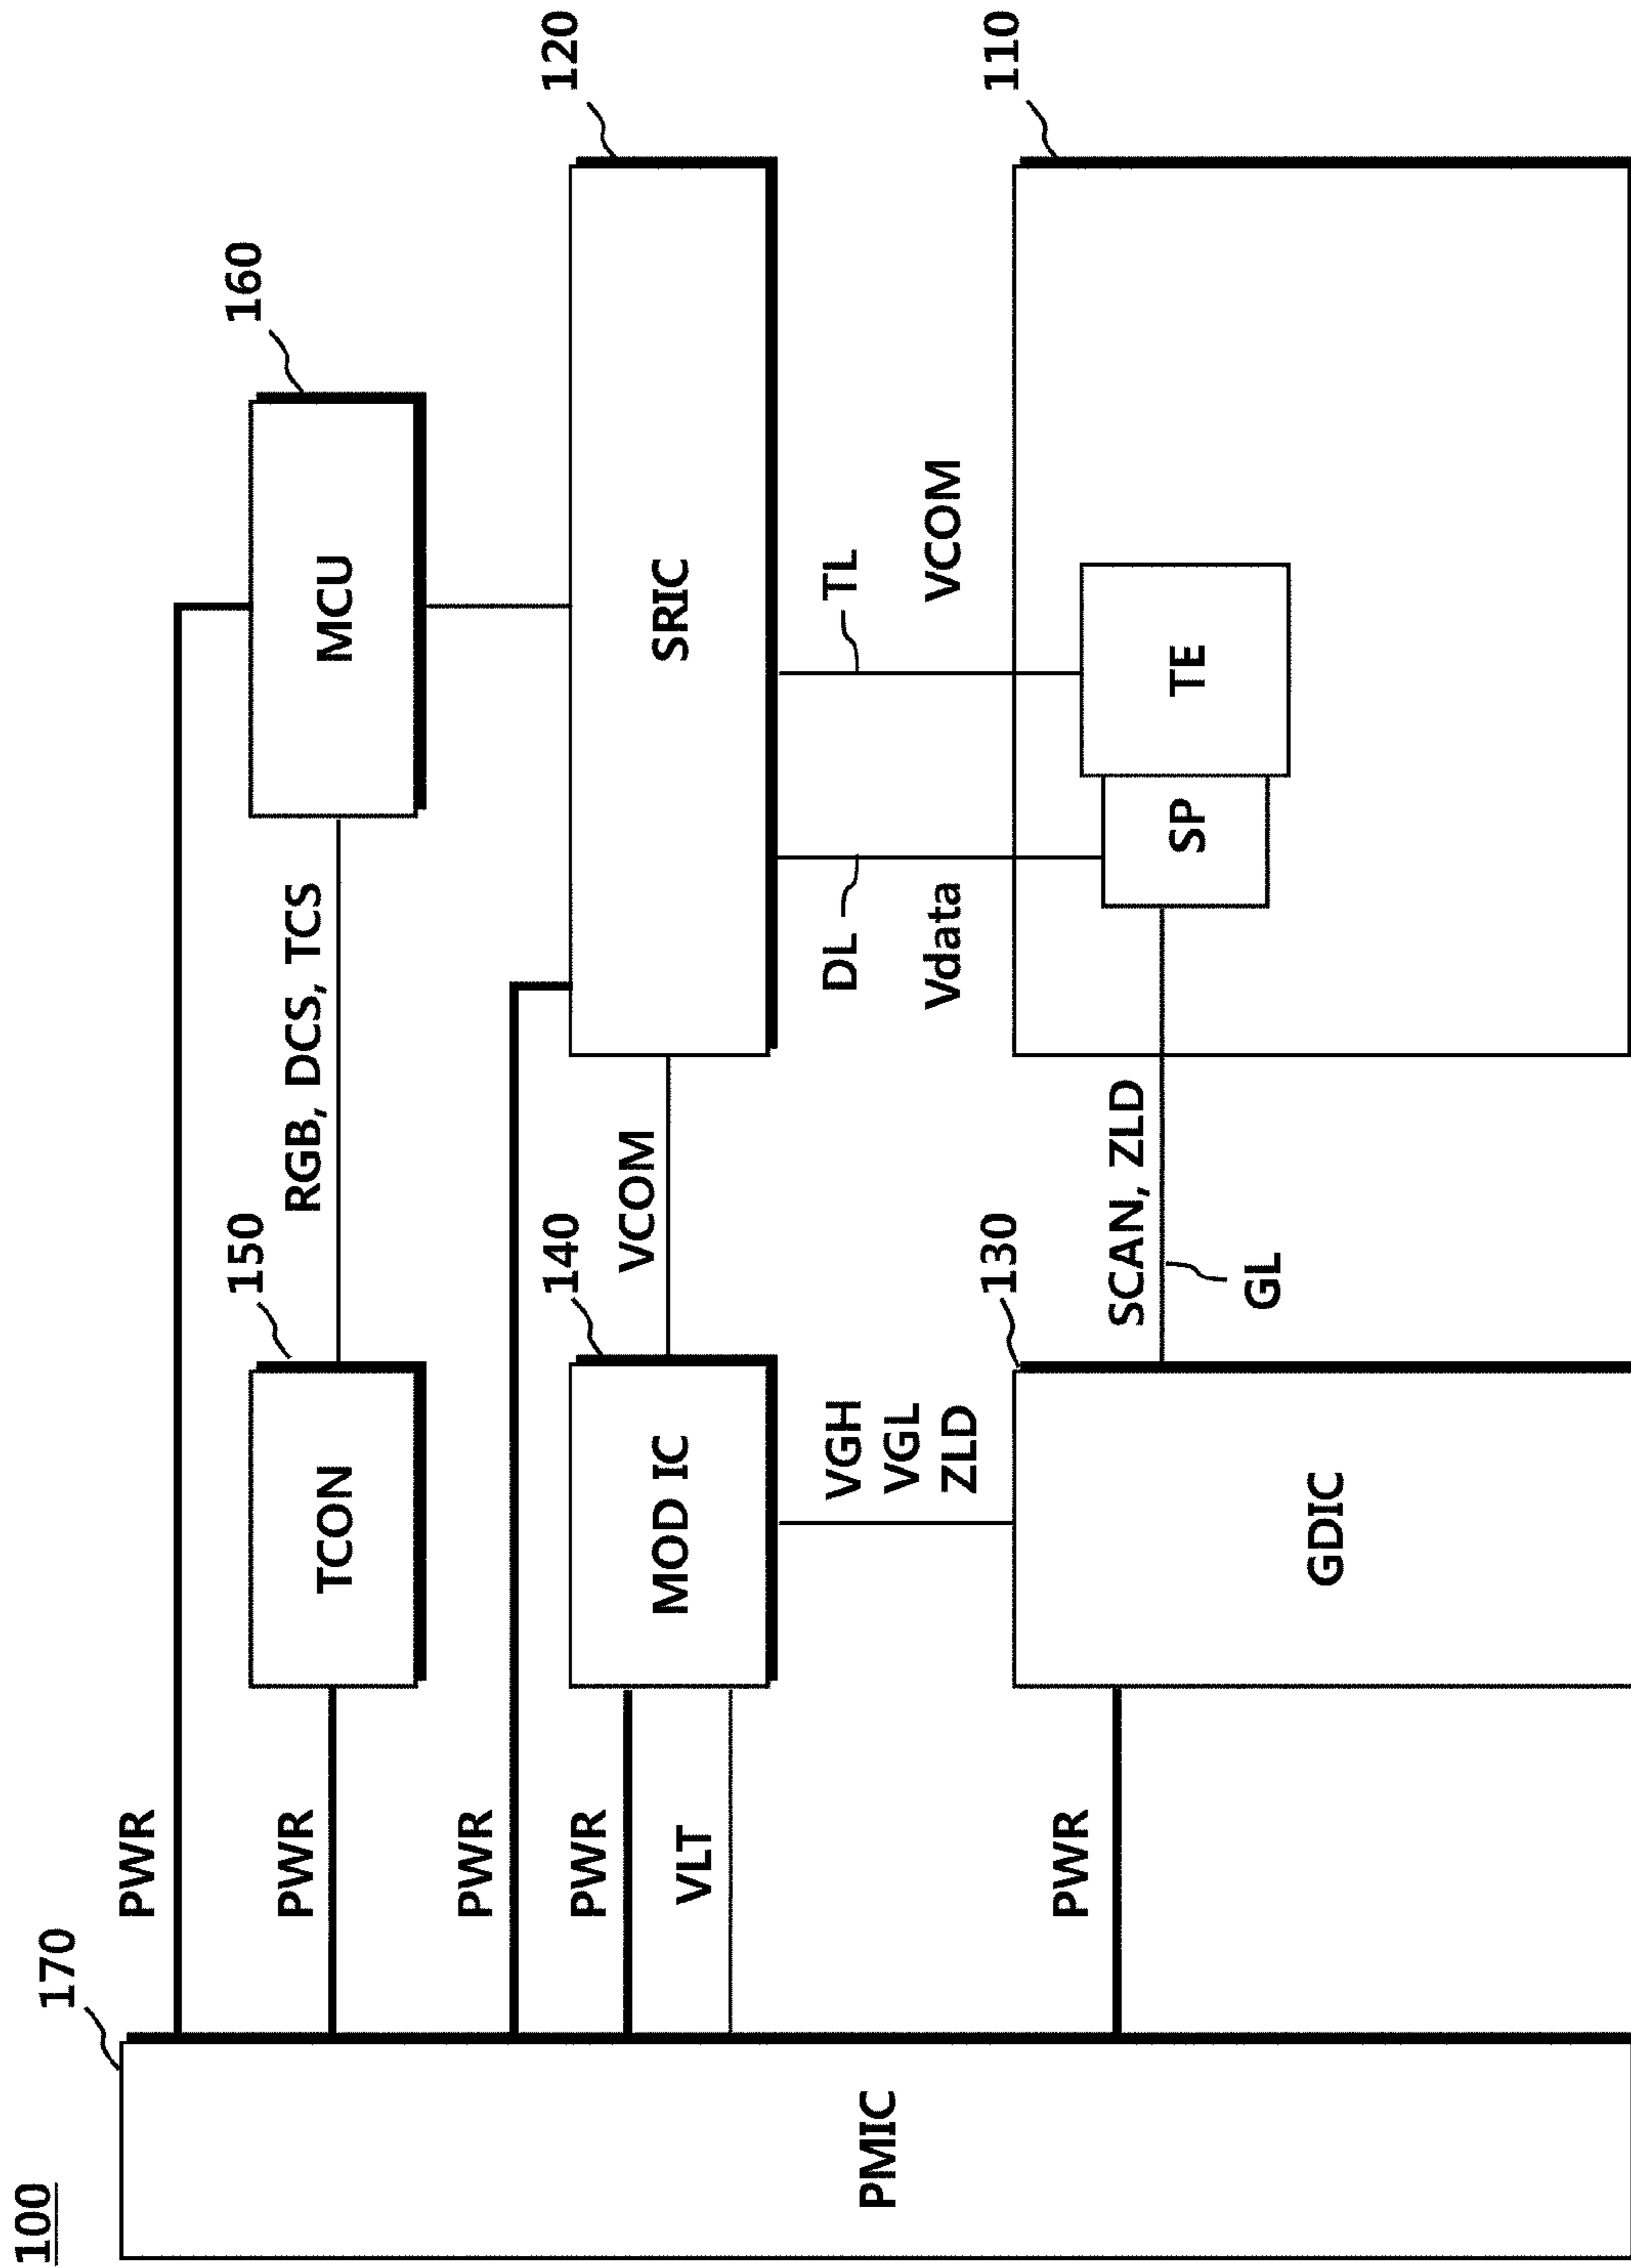 100
170
PMIC
PWR
PWR
PWR
PWR
VLT
PWR
150
TCON
RGB, DCS, TCS
160
MCU
140
MOD IC
VCOM
120
SRIC
VGH
VGL
ZLD
DL
TL
Vdata
VCOM
130
GDIC
SCAN, ZLD
GL
110
SP
TE